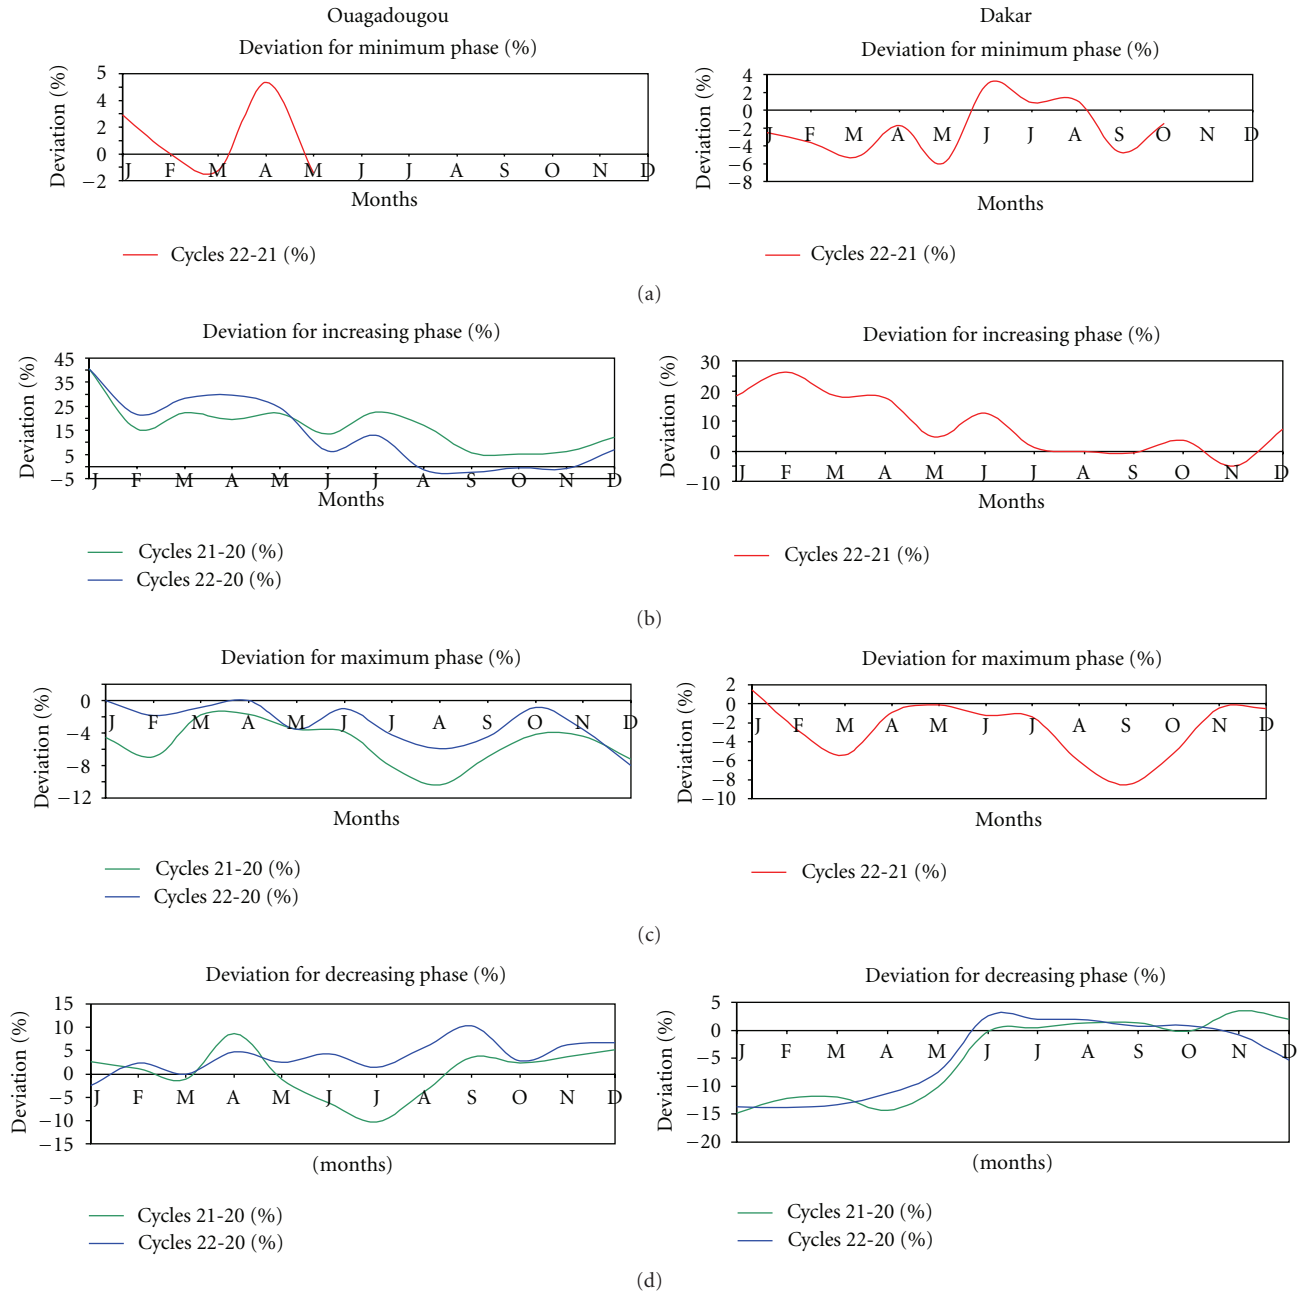 Ouagadougou
Deviation for minimum phase (%)
Deviation (%)
5
4
2
2
0
−2
J F M A M J J A S O N D
Months
Cycles 22-21 (%)
Dakar
Deviation for minimum phase (%)
Deviation (%)
4
2
0
−2
−4
−6
−8
J F M A M J J A S O N D
Months
Cycles 22-21 (%)
(a)
Deviation for increasing phase (%)
Deviation (%)
45
35
25
15
5
−5
J F M A M J J A S O N D
Months
Cycles 21-20 (%)
Cycles 22-20 (%)
Deviation for increasing phase (%)
Deviation (%)
30
20
10
0
−10
J F M A M J J A S O N D
Months
Cycles 22-21 (%)
(b)
Deviation for maximum phase (%)
Deviation (%)
0
−4
−8
−12
J F M A M J J A S O N D
Months
Cycles 21-20 (%)
Cycles 22-20 (%)
Deviation for maximum phase (%)
Deviation (%)
2
0
−2
−4
−6
−8
−10
J F M A M J J A S O N D
Months
Cycles 22-21 (%)
(c)
Deviation for decreasing phase (%)
Deviation (%)
15
10
5
0
−5
−10
−15
J F M A M J J A S O N D
(months)
Cycles 21-20 (%)
Cycles 22-20 (%)
Deviation for decreasing phase (%)
Deviation (%)
5
0
−5
−10
−15
−20
J F M A M J J A S O N D
(months)
Cycles 21-20 (%)
Cycles 22-20 (%)
(d)